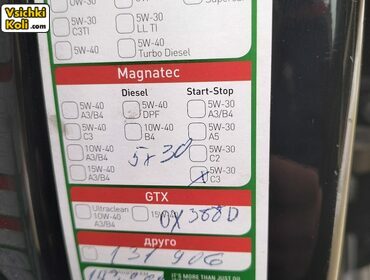 Vsichki
Koli.com
0W-30
5W-30
C3TI
5W-30
LL TI
5W-40
5W-40
Turbo Diesel
Magnatec
Diesel
Start-Stop
5W-40
A3/B4
5W-40
DPF
5W-30
A3/B4
5W-40
C3
10W-40
B4
5W-30
A5
10W-40
A3/B4
5W-30
C2
5x30
15W-40
A3/B4
x
5W-30
C3
GTX
Ultraclean
10W-40
A3/B4
15W-40
друго
131 906
IT'S MORE THAN JUST